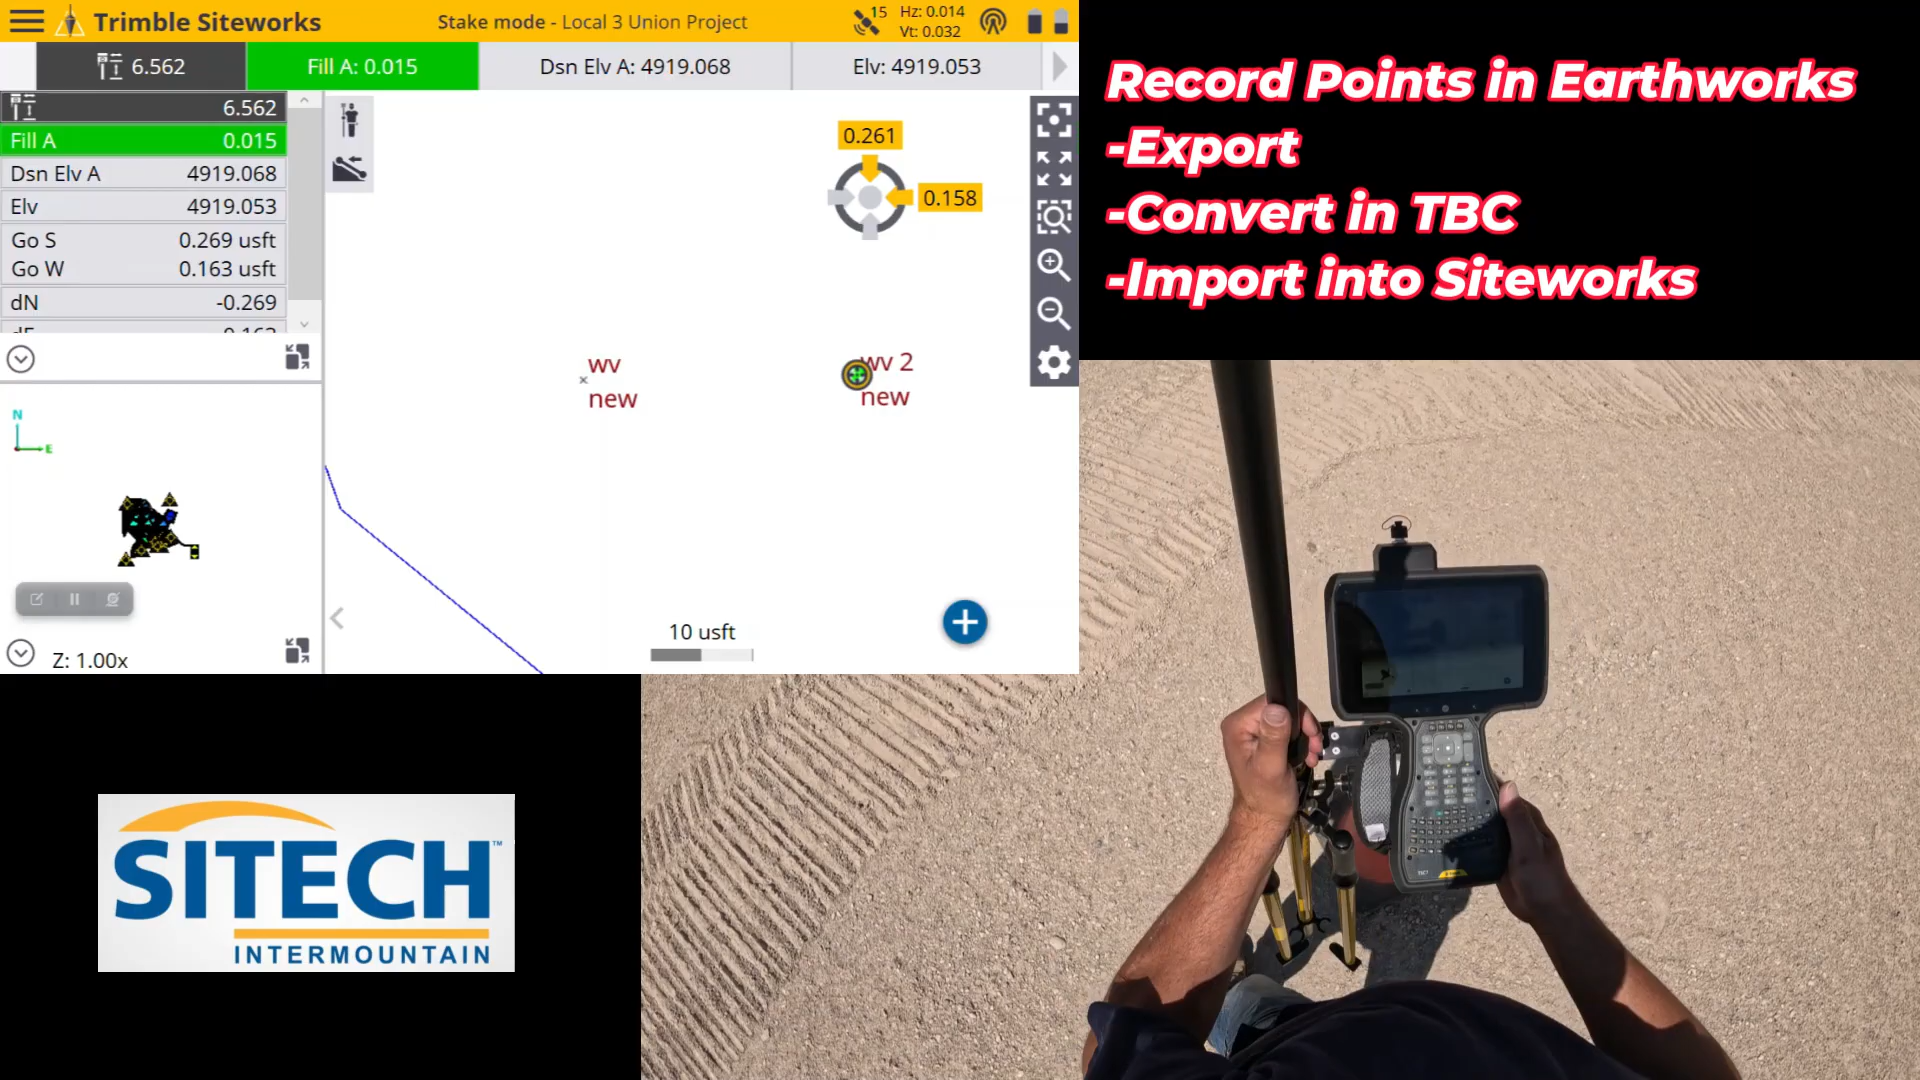 Trimble Siteworks
Stake mode - Local 3 Union Project
15
Hz: 0.014
Vt: 0.032
6.562
Fill A: 0.015
Dsn Elv A: 4919.068
Elv: 4919.053
6.562
Fill A 0.015
Dsn Elv A 4919.068
Elv 4919.053
Go S 0.269 usft
Go W 0.163 usft
dN -0.269
N
E
Z: 1.00x
0.261
0.158
wv
new
wv 2
new
10 usft
Record Points in Earthworks
-Export
-Convert in TBC
-Import into Siteworks
SITECH™
INTERMOUNTAIN